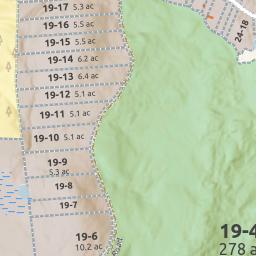 19-17 5.3 ac
19-16 5.5 ac
24-18
19-15 5.5 ac
19-14 6.2 ac
19-13 6.4 ac
19-12 5.1 ac
19-11 5.1 ac
19-10 5.1 ac
19-9
5.3 ac
19-8
19-7
19-6
10.2 ac
19-4
278 a